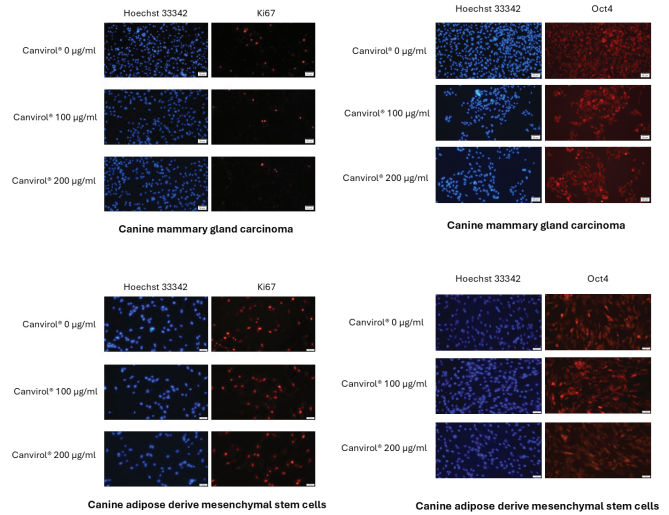 Hoechst 33342 Ki67
Canvirol® 0 µg/ml
Canvirol® 100 µg/ml
Canvirol® 200 µg/ml
Canine mammary gland carcinoma
Hoechst 33342 Oct4
Canvirol® 0 µg/ml
Canvirol® 100 µg/ml
Canvirol® 200 µg/ml
Canine mammary gland carcinoma
Hoechst 33342 Ki67
Canvirol® 0 µg/ml
Canvirol® 100 µg/ml
Canvirol® 200 µg/ml
Canine adipose derive mesenchymal stem cells
Hoechst 33342 Oct4
Canvirol® 0 µg/ml
Canvirol® 100 µg/ml
Canvirol® 200 µg/ml
Canine adipose derive mesenchymal stem cells